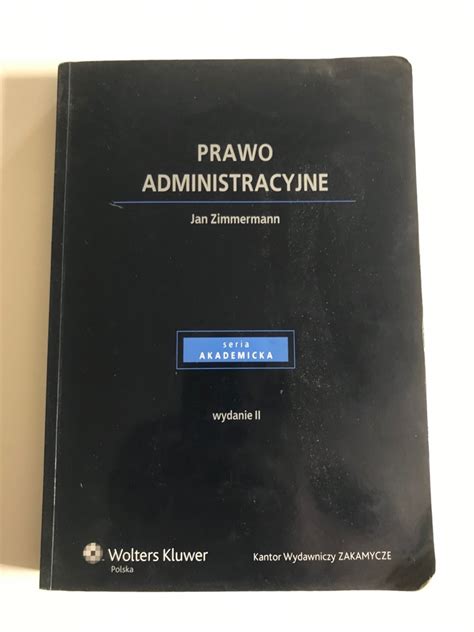 PRAWO
ADMINISTRACYJNE
Jan Zimmermann
seria
AKADEMICKA
wydanie II
Wolters Kluwer
Polska
Kantor Wydawniczy ZAKAMYCZE